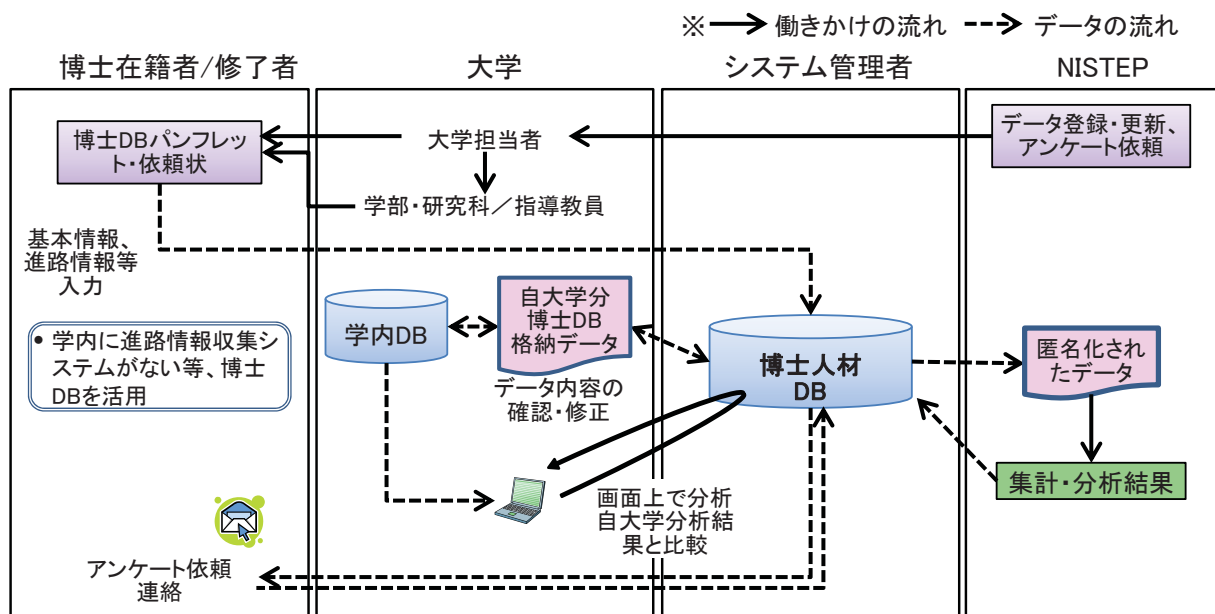 ※ 働きかけの流れ データの流れ
博士在籍者/修了者
大学
システム管理者
NISTEP
博士DBパンフレッ
ト・依頼状
大学担当者
データ登録・更新、
アンケート依頼
学部・研究科／指導教員
基本情報、
進路情報等
入力
学内DB
自大学分
博士DB
格納データ
データ内容の
確認・修正
博士人材
DB
匿名化され
たデータ
• 学内に進路情報収集シ
ステムがない等、博士
DBを活用
集計・分析結果
画面上で分析
自大学分析結
果と比較
アンケート依頼
連絡